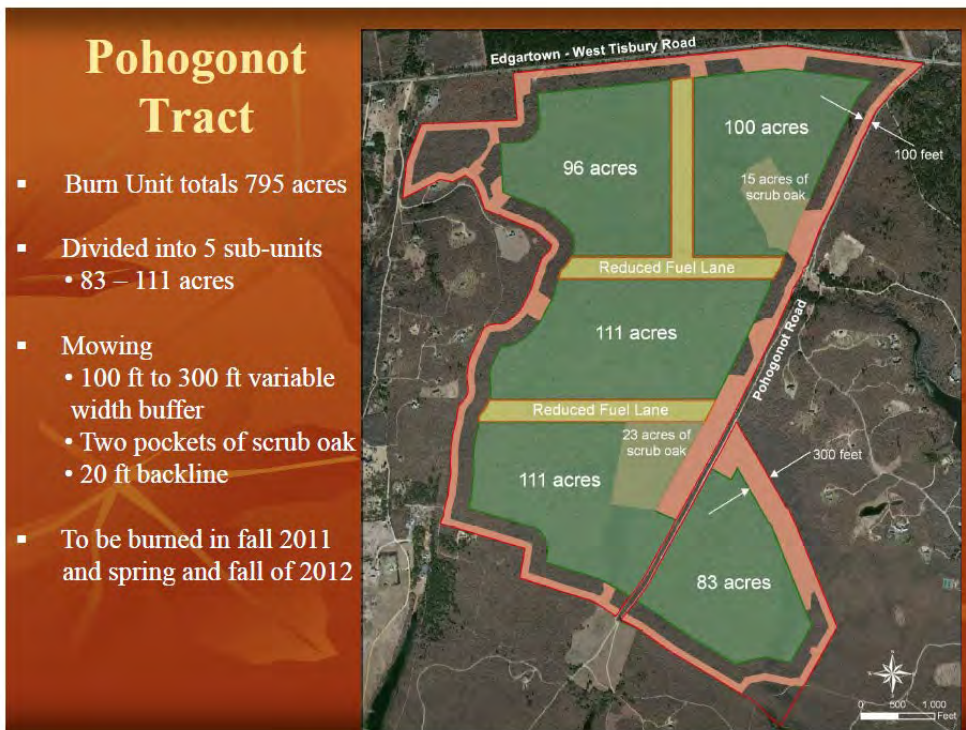 Pohogonot
Tract
▪ Burn Unit totals 795 acres
▪ Divided into 5 sub-units
• 83 – 111 acres
▪ Mowing
• 100 ft to 300 ft variable
width buffer
• Two pockets of scrub oak
• 20 ft backline
▪ To be burned in fall 2011
and spring and fall of 2012
Edgartown - West Tisbury Road
100 acres
100 feet
96 acres
15 acres of
scrub oak
Reduced Fuel Lane
111 acres
Pohogonot Road
Reduced Fuel Lane
23 acres of
scrub oak
300 feet
111 acres
83 acres
N
0 500 1,000
Feet